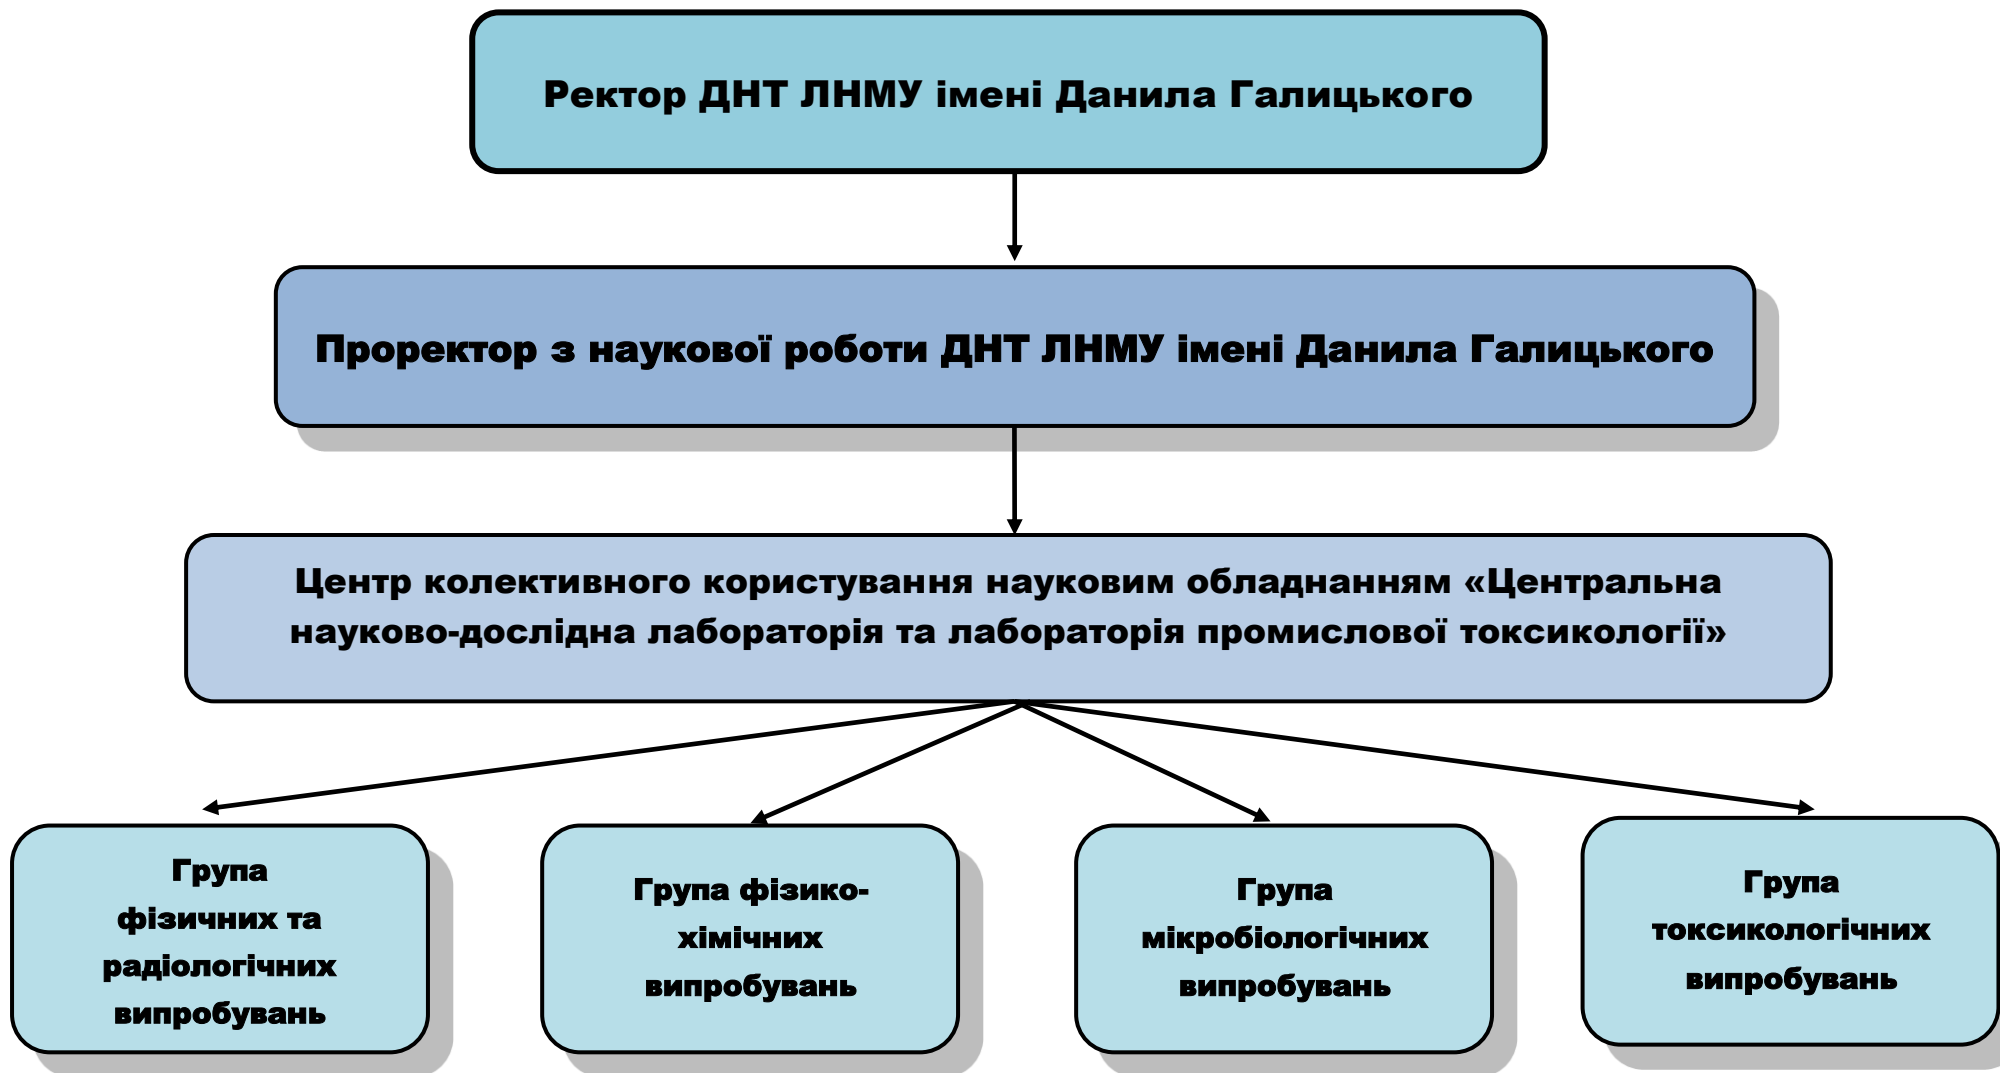 Ректор ДНТ ЛНМУ імені Данила Галицького
Проректор з наукової роботи ДНТ ЛНМУ імені Данила Галицького
Центр колективного користування науковим обладнанням «Центральна
науково-дослідна лабораторія та лабораторія промислової токсикології»
Група
фізичних та
радіологічних
випробувань
Група фізико-
хімічних
випробувань
Група
мікробіологічних
випробувань
Група
токсикологічних
випробувань